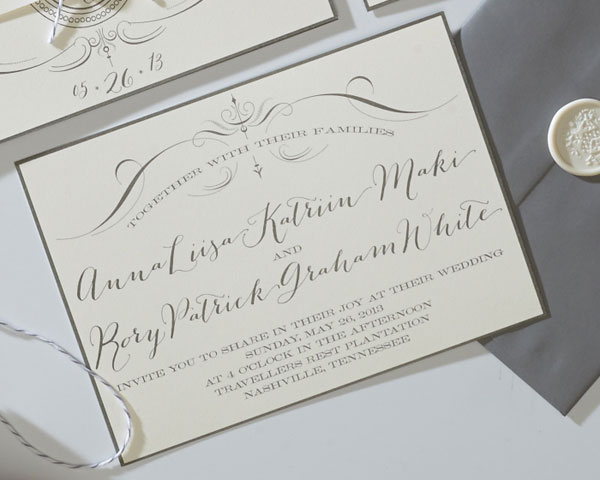 05 · 26 · 13
TOGETHER WITH THEIR FAMILIES
Anna Liisa Katriin Maki
AND
Rory Patrick Graham White
INVITE YOU TO SHARE IN THEIR JOY AT THEIR WEDDING
SUNDAY, MAY 26, 2013
AT 4 O'CLOCK IN THE AFTERNOON
TRAVELLERS REST PLANTATION
NASHVILLE, TENNESSEE